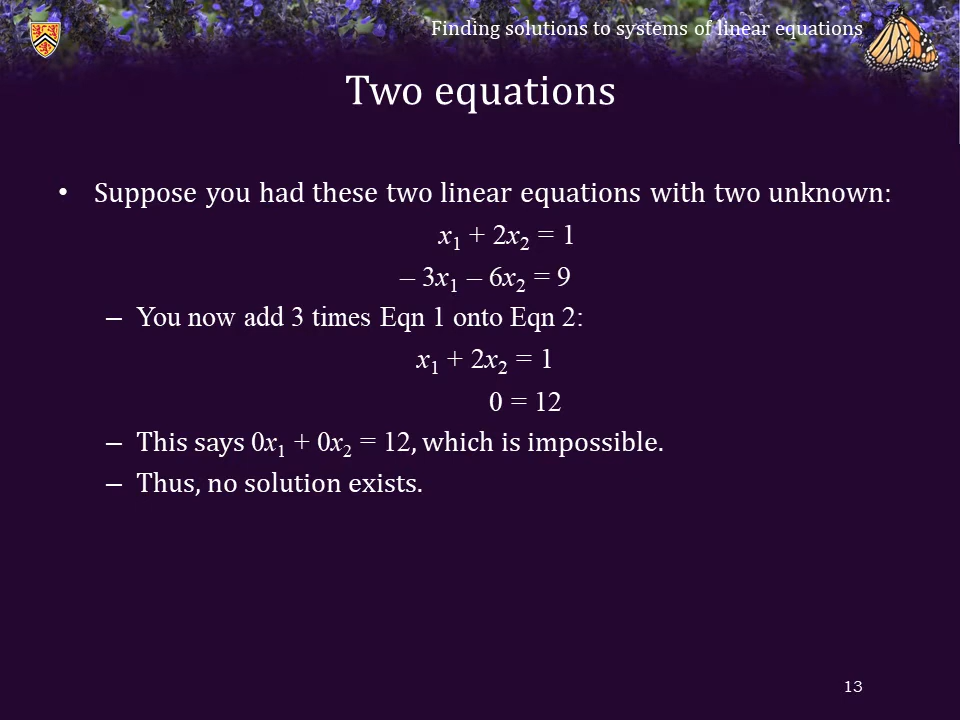 Finding solutions to systems of linear equations
Two equations
• Suppose you had these two linear equations with two unknown:
x₁ + 2x₂ = 1
– 3x₁ – 6x₂ = 9
– You now add 3 times Eqn 1 onto Eqn 2:
x₁ + 2x₂ = 1
0 = 12
– This says 0x₁ + 0x₂ = 12, which is impossible.
– Thus, no solution exists.
13